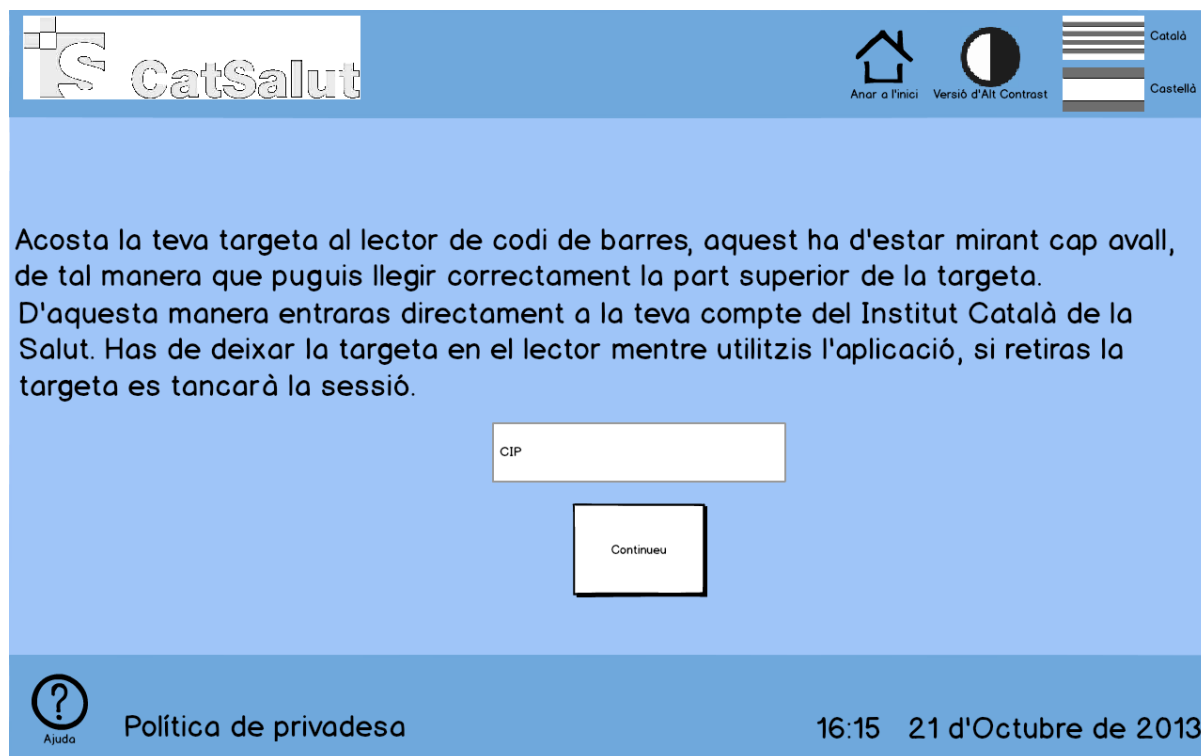 CatSalut
Anar a l'inici
Versió d'Alt Contrast
Català
Castellà
Acosta la teva targeta al lector de codi de barres, aquest ha d'estar mirant cap avall,
de tal manera que puguis llegir correctament la part superior de la targeta.
D'aquesta manera entraras directament a la teva compte del Institut Català de la
Salut. Has de deixar la targeta en el lector mentre utilitzis l'aplicació, si retiras la
targeta es tancarà la sessió.
CIP
Continueu
Ajuda
Política de privadesa
16:15 21 d'Octubre de 2013